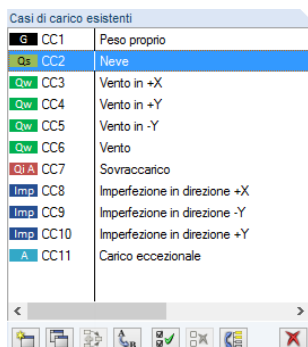 Casi di carico esistenti
G CC1 Peso proprio
Qs CC2 Neve
Qw CC3 Vento in +X
Qw CC4 Vento in +Y
Qw CC5 Vento in -Y
Qw CC6 Vento
Qi A CC7 Sovraccarico
Imp CC8 Imperfezione in direzione +X
Imp CC9 Imperfezione in direzione -Y
Imp CC10 Imperfezione in direzione +Y
A CC11 Carico eccezionale